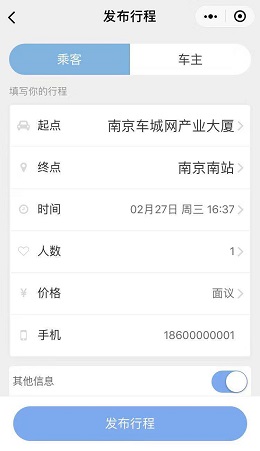 发布行程
乘客
车主
填写你的行程
起点 南京车城网产业大厦
终点 南京南站
时间 02月27日 周三 16:37
人数 1
价格 面议
手机 18600000001
其他信息
发布行程